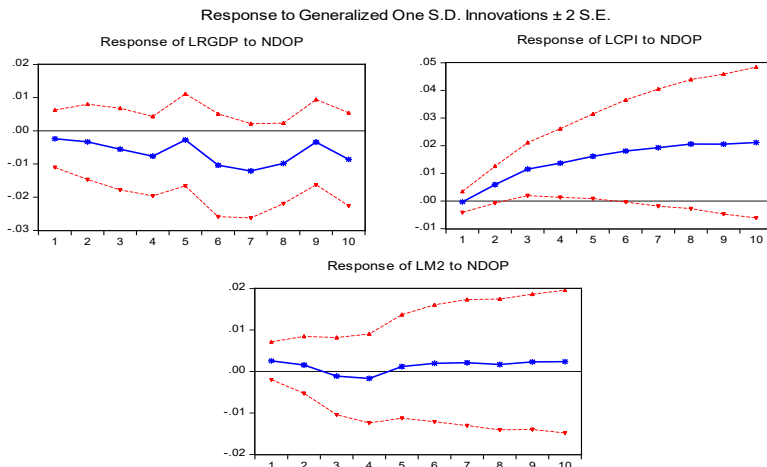 Response to Generalized One S.D. Innovations ± 2 S.E.
Response of LRGDP to NDOP
.02
.01
.00
-.01
-.02
-.03
1 2 3 4 5 6 7 8 9 10
Response of LCPI to NDOP
.05
.04
.03
.02
.01
.00
-.01
1 2 3 4 5 6 7 8 9 10
Response of LM2 to NDOP
.02
.01
.00
-.01
-.02
1 2 3 4 5 6 7 8 9 10